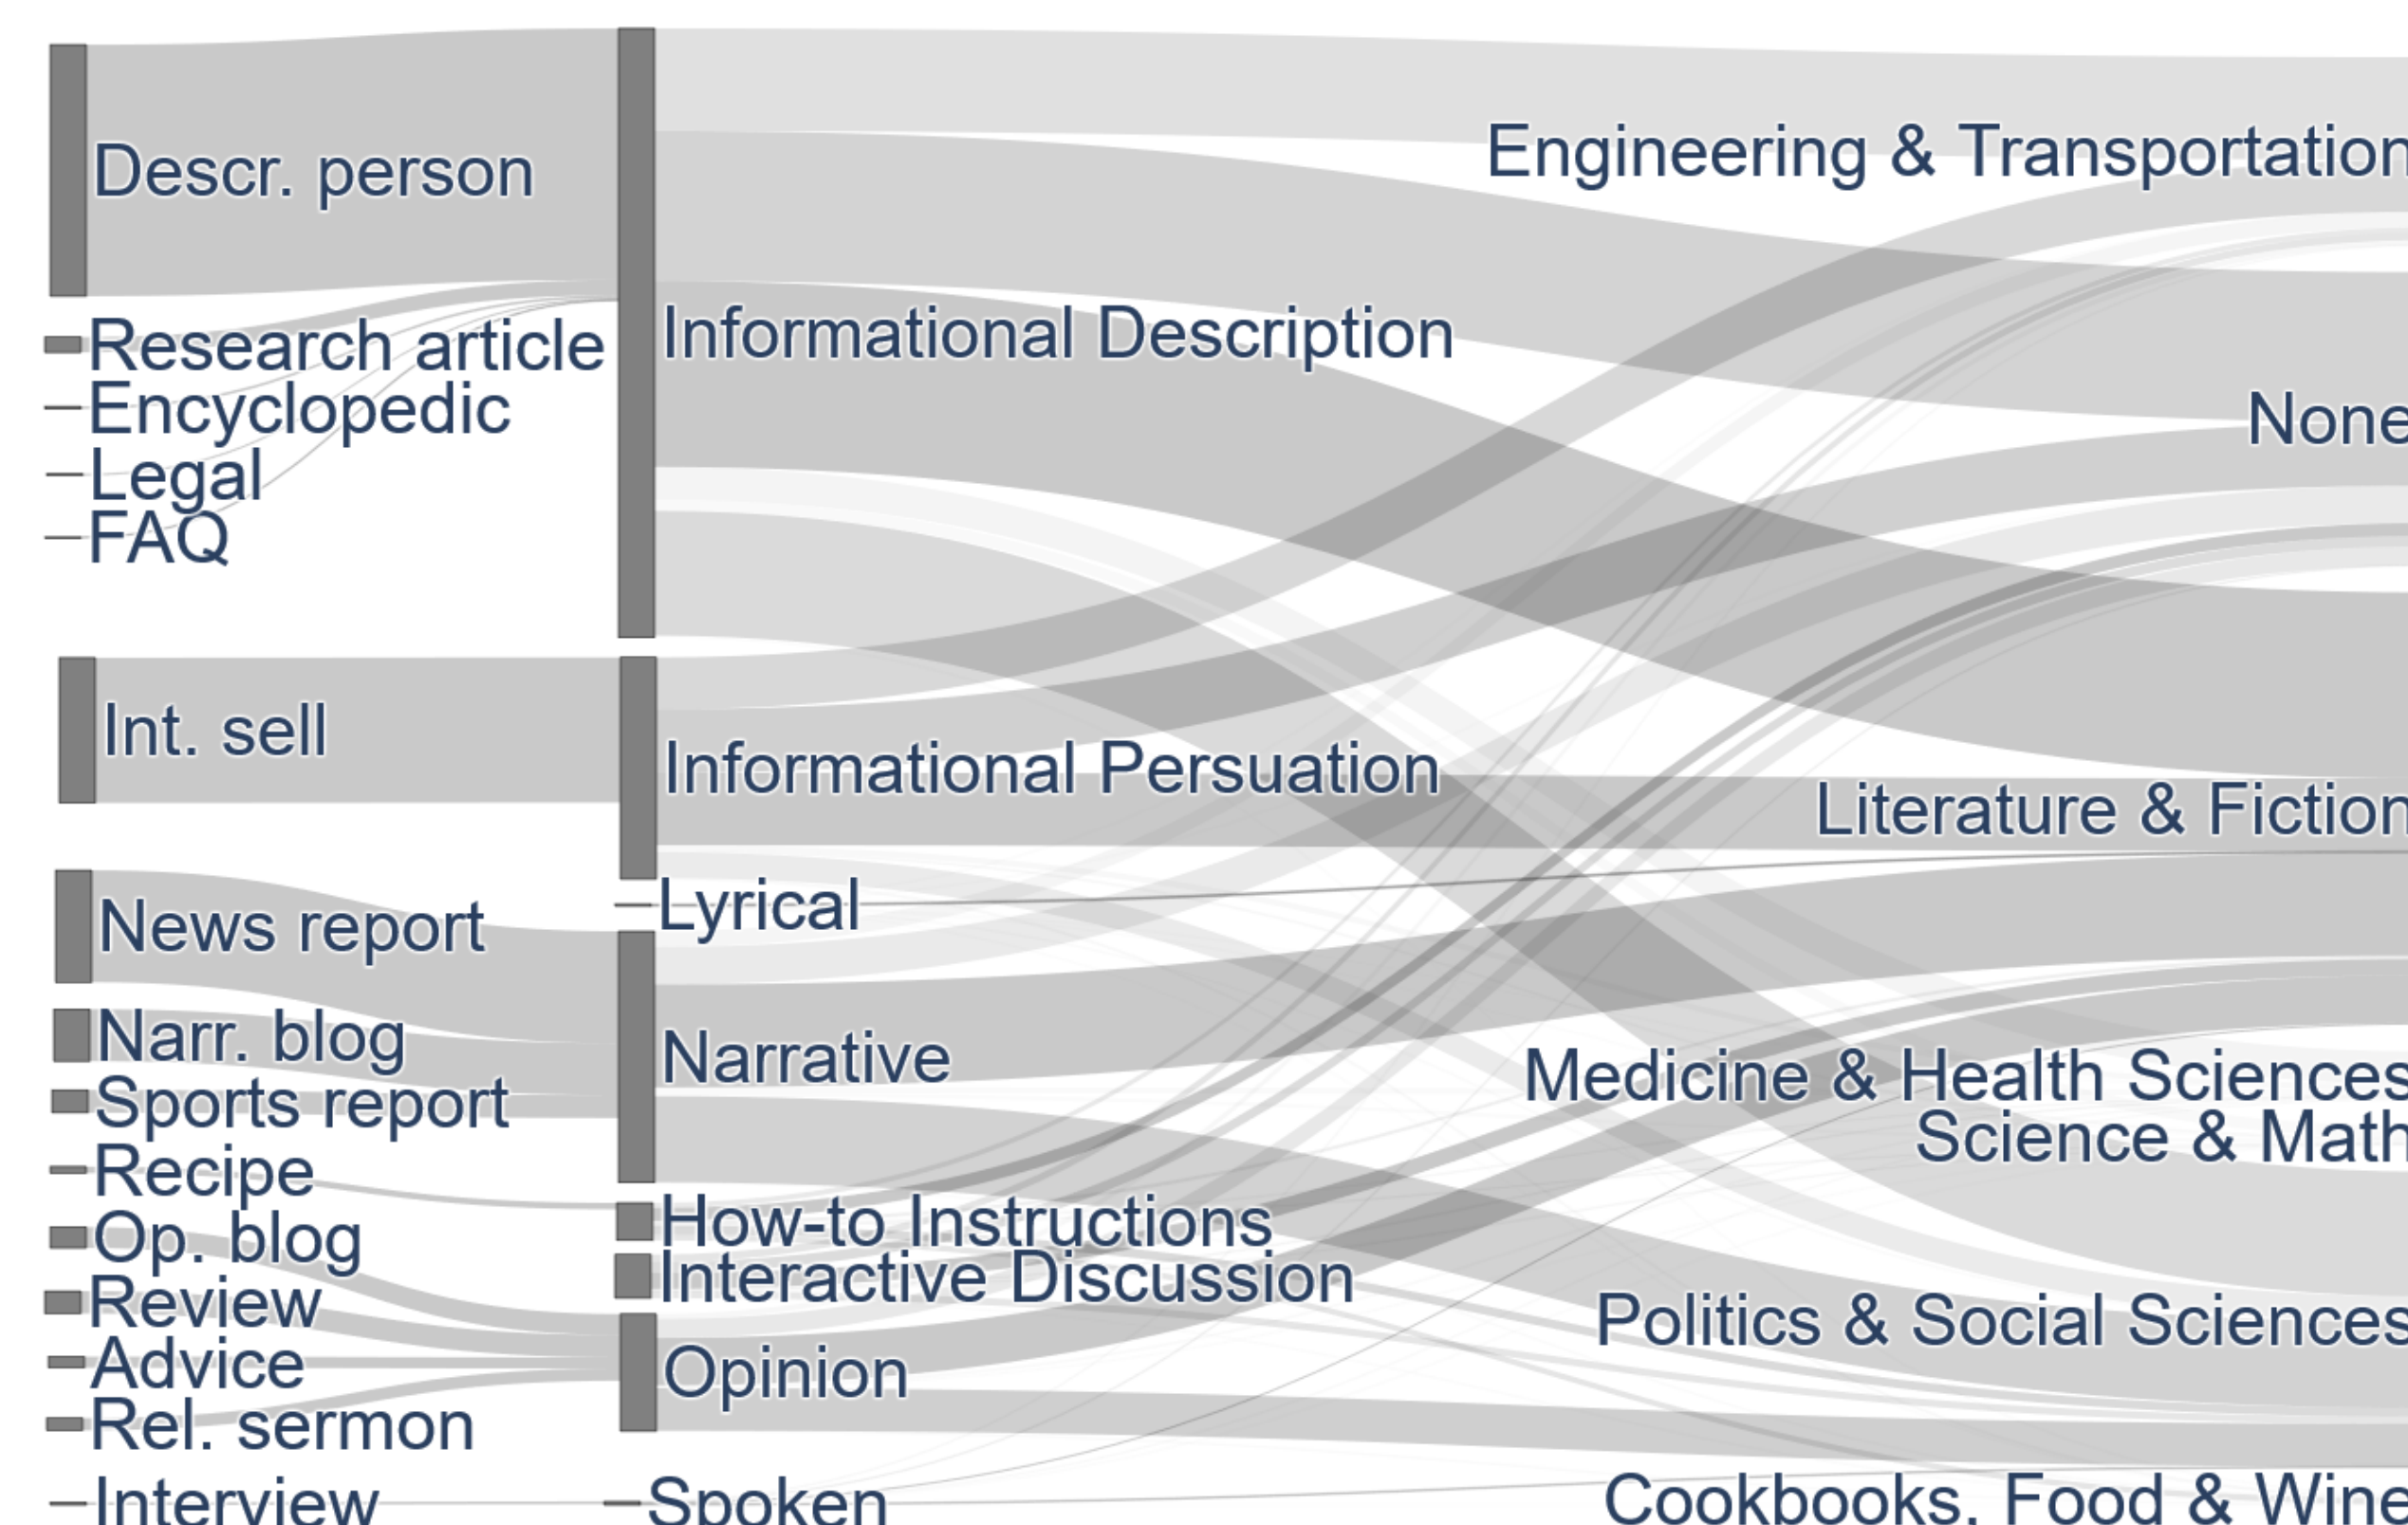 Descr. person
Research article
Encyclopedic
Legal
FAQ
Int. sell
News report
Narr. blog
Sports report
Recipe
Op. blog
Review
Advice
Rel. sermon
Interview
Informational Description
Informational Persuation
Lyrical
Narrative
How-to Instructions
Interactive Discussion
Opinion
Spoken
Engineering & Transportation
None
Literature & Fiction
Medicine & Health Sciences
Science & Math
Politics & Social Sciences
Cookbooks, Food & Wine